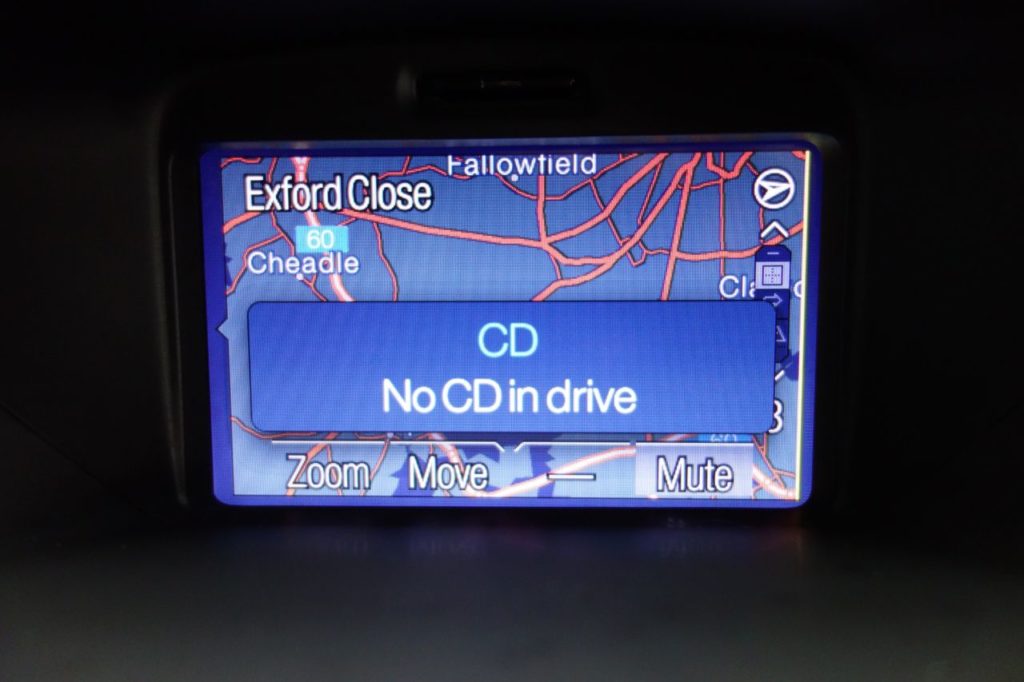 Fallowfield
Exford Close
60
Cheadle
CD
No CD in drive
Zoom
Move
Mute